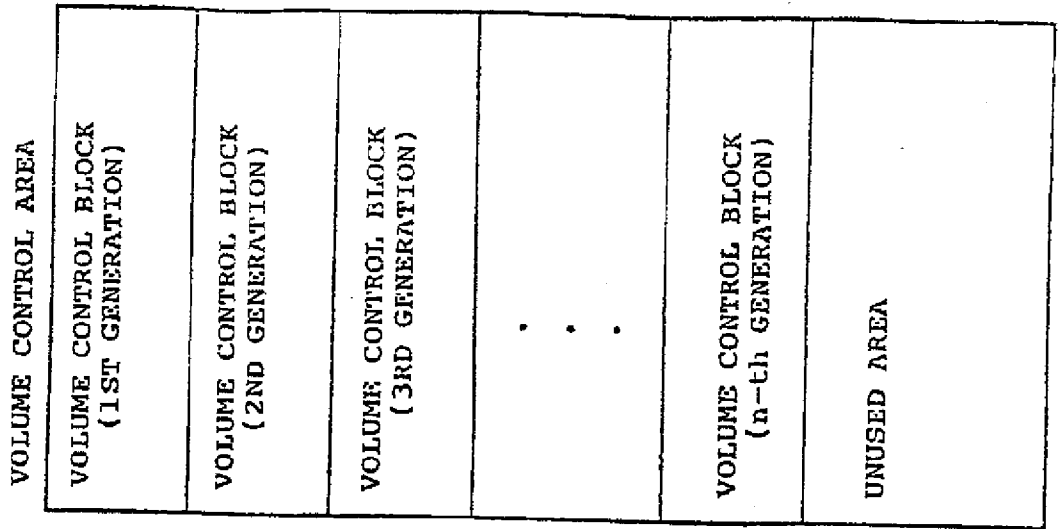 VOLUME CONTROL AREA
VOLUME CONTROL BLOCK
(1ST GENERATION)
VOLUME CONTROL BLOCK
(2ND GENERATION)
VOLUME CONTROL BLOCK
(3RD GENERATION)
. . .
VOLUME CONTROL BLOCK
(n-th GENERATION)
UNUSED AREA